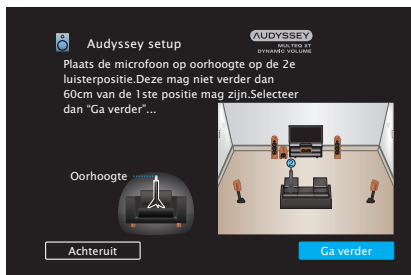 Audyssey setup
AUDYSSEY
MULTEQ XT
DYNAMIC VOLUME
Plaats de microfoon op oorhoogte op de 2e
luisterpositie.Deze mag niet verder dan
60cm van de 1ste positie mag zijn.Selecteer
dan “Ga verder”...
Oorhoogte
2
Achteruit
Ga verder